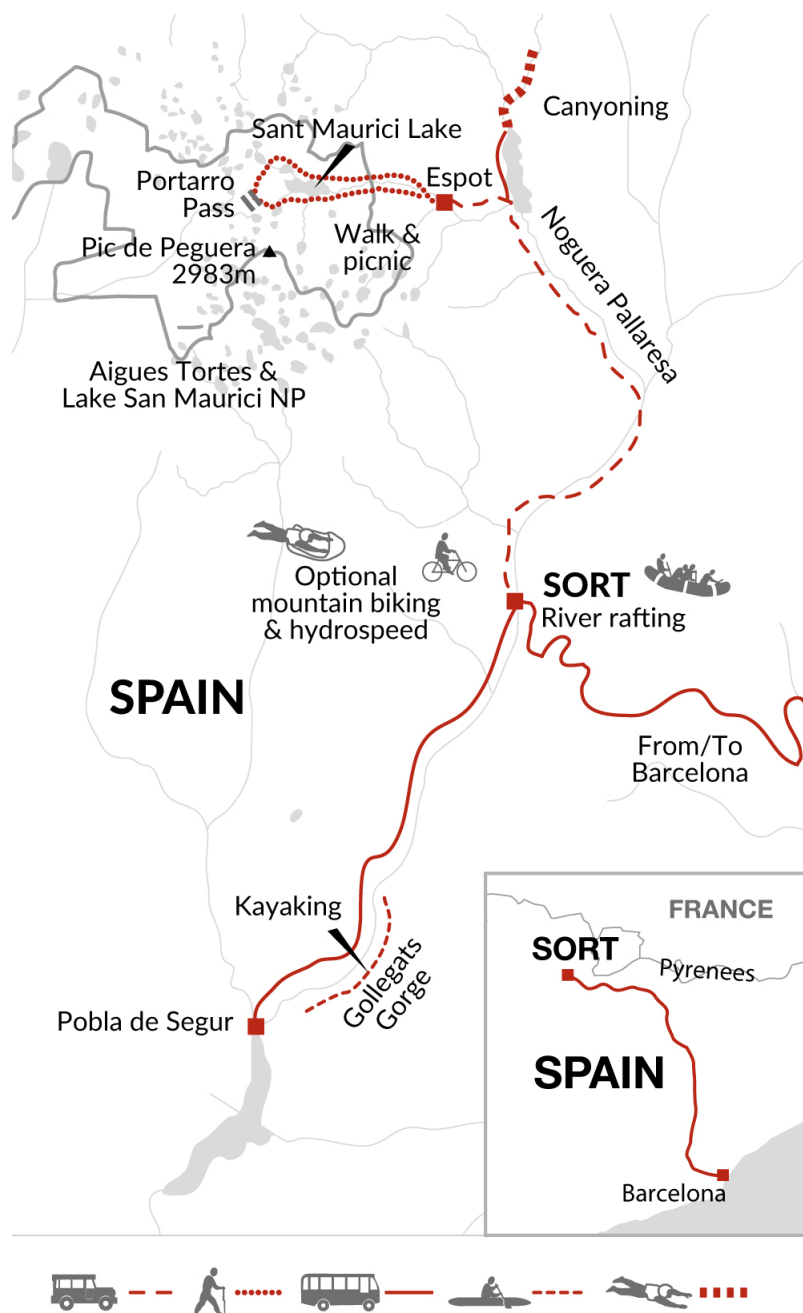 Canyoning
Sant Maurici Lake
Espot
Portarro
Pass
Walk &
picnic
Pic de Peguera
2983m
Noguera Pallaresa
Aigues Tortes &
Lake San Maurici NP
Optional
mountain biking
& hydrospeed
SORT
River rafting
SPAIN
From/To
Barcelona
Kayaking
Gollegats
Gorge
Pobla de Segur
FRANCE
SORT
Pyrenees
SPAIN
Barcelona